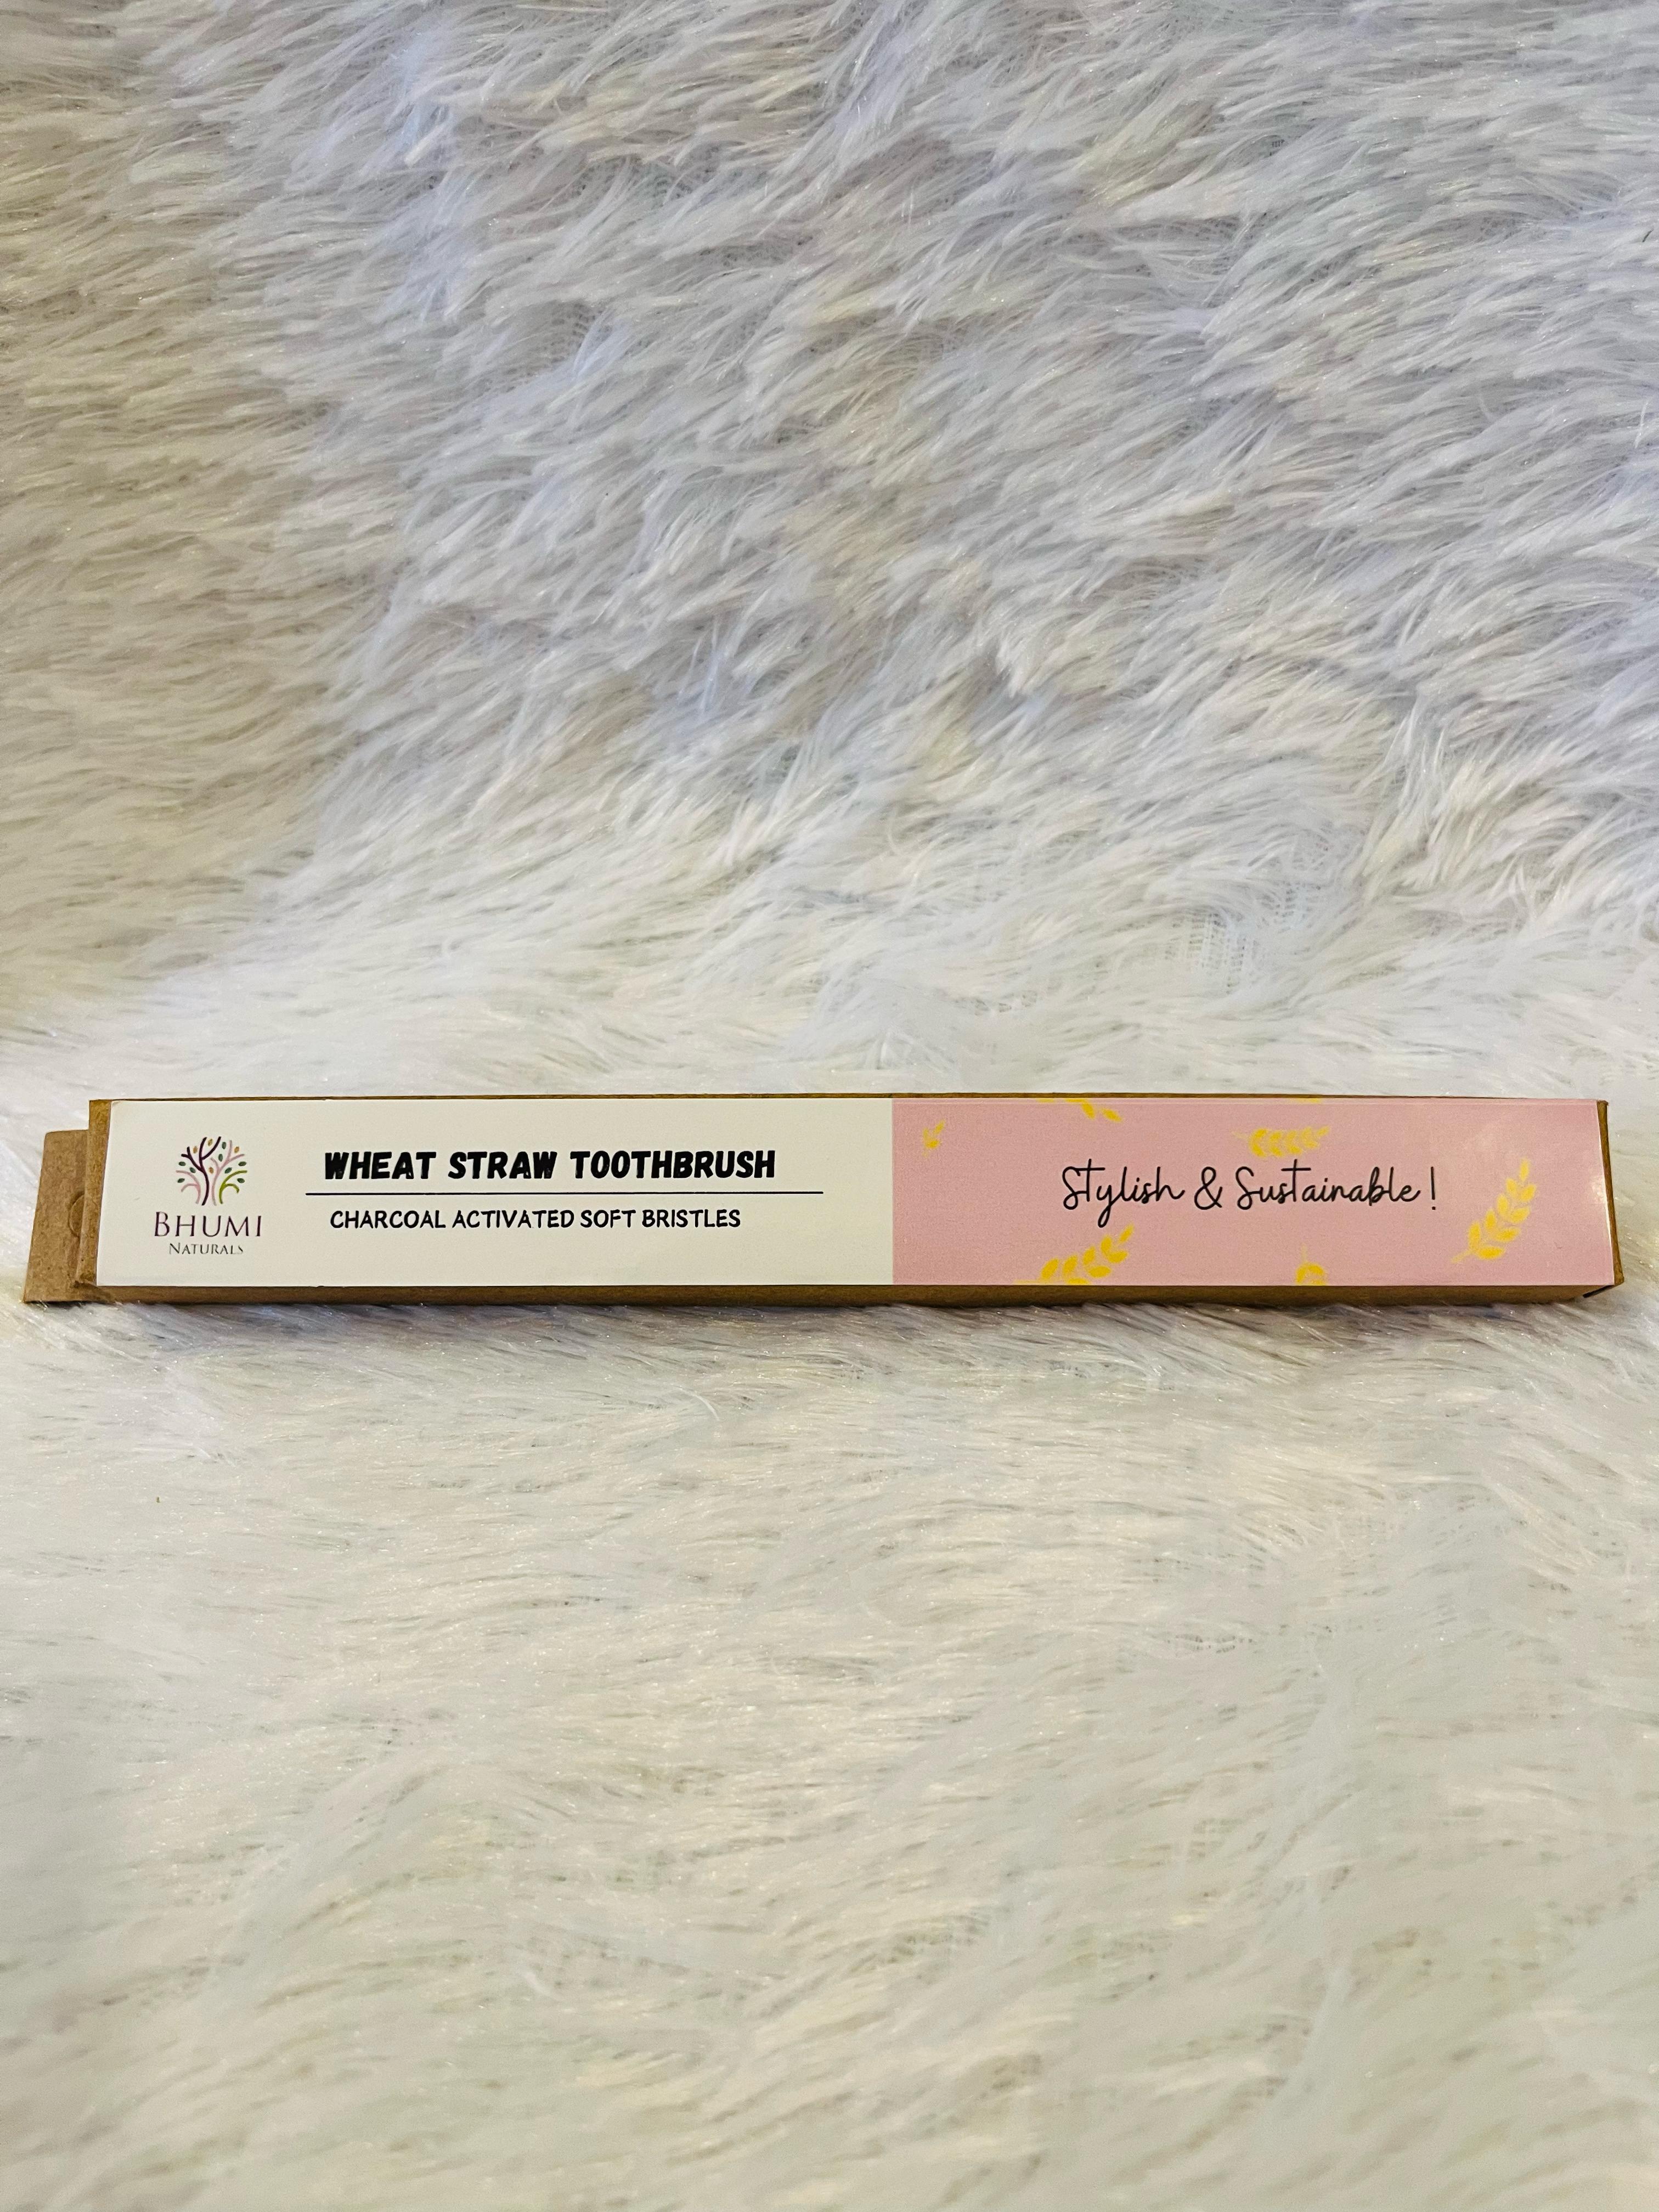 BHUMI
NATURALS
WHEAT STRAW TOOTHBRUSH
CHARCOAL ACTIVATED SOFT BRISTLES
Stylish & Sustainable!